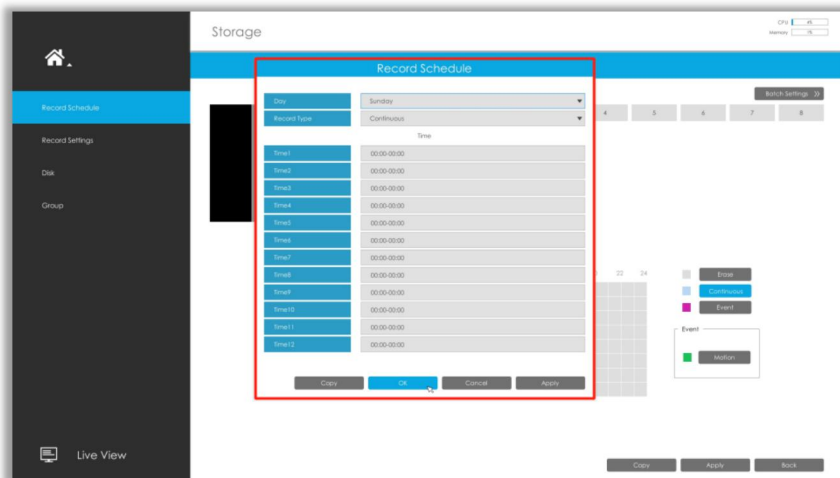 Storage
CPU 4%
Memory
Record Schedule
Record Settings
Disk
Group
Live View
Record Schedule
Day Sunday
Record Type Continuous
Time
Time1 00:00-00:00
Time2 00:00-00:00
Time3 00:00-00:00
Time4 00:00-00:00
Time5 00:00-00:00
Time6 00:00-00:00
Time7 00:00-00:00
Time8 00:00-00:00
Time9 00:00-00:00
Time10 00:00-00:00
Time11 00:00-00:00
Time12 00:00-00:00
Copy OK Cancel Apply
Batch Settings
4 5 6 7 8
22 24
Erase
Continuous
Event
Event
Motion
Copy Apply Back